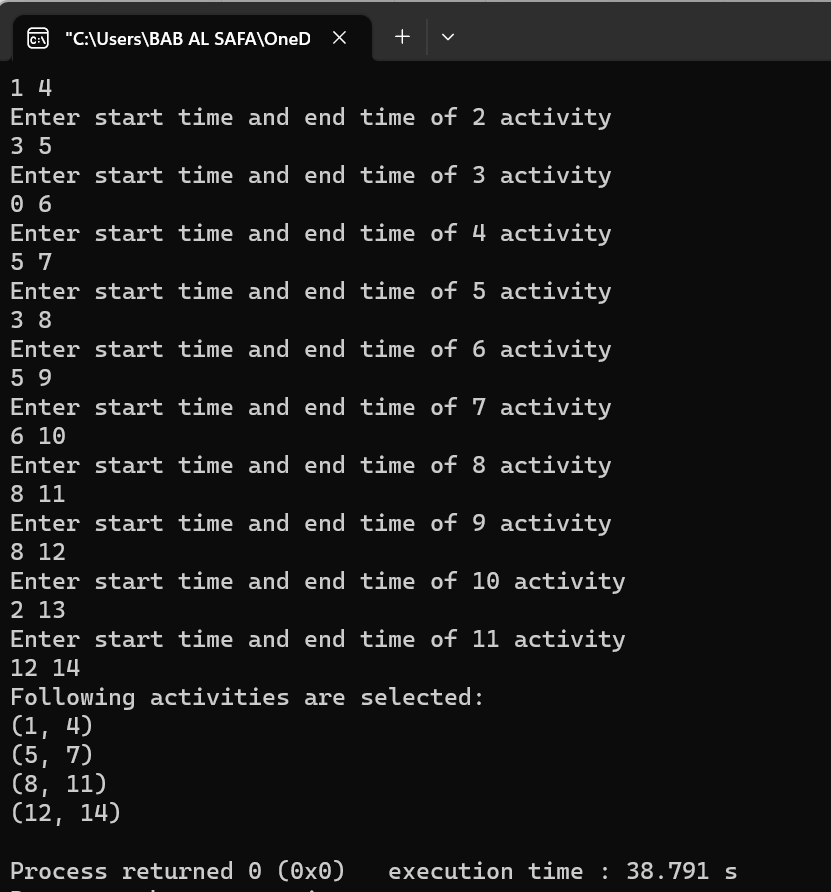 "C:\Users\BAB AL SAFA\OneD
1 4
Enter start time and end time of 2 activity
3 5
Enter start time and end time of 3 activity
0 6
Enter start time and end time of 4 activity
5 7
Enter start time and end time of 5 activity
3 8
Enter start time and end time of 6 activity
5 9
Enter start time and end time of 7 activity
6 10
Enter start time and end time of 8 activity
8 11
Enter start time and end time of 9 activity
8 12
Enter start time and end time of 10 activity
2 13
Enter start time and end time of 11 activity
12 14
Following activities are selected:
(1, 4)
(5, 7)
(8, 11)
(12, 14)
Process returned 0 (0x0)   execution time : 38.791 s